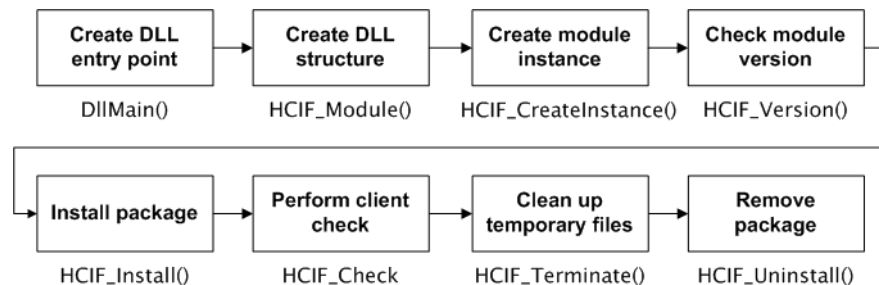 Create DLL
entry point
Create DLL
structure
Create module
instance
Check module
version
DllMain()
HCIF_Module()
HCIF_CreateInstance()
HCIF_Version()
Install package
Perform client
check
Clean up
temporary files
Remove
package
HCIF_Install()
HCIF_Check
HCIF_Terminate()
HCIF_Uninstall()